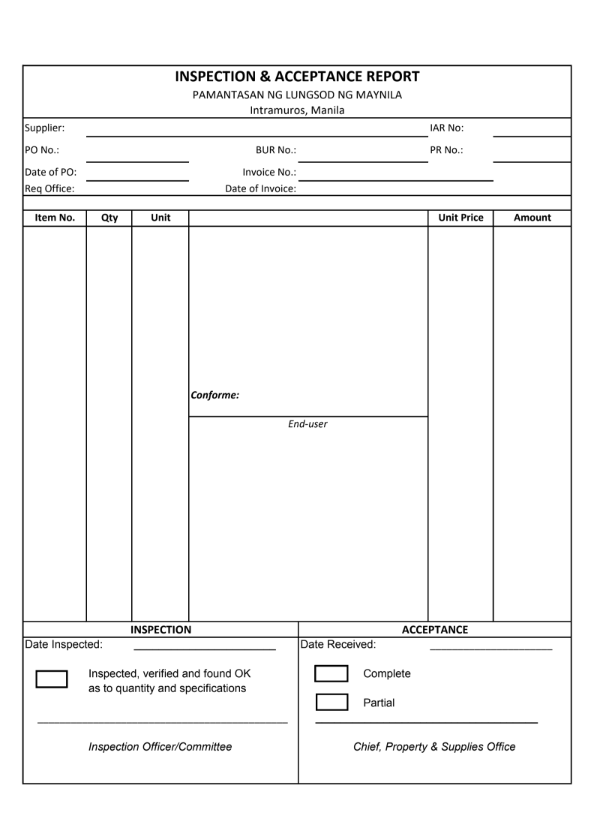 INSPECTION & ACCEPTANCE REPORT
PAMANTASAN NG LUNGSOD NG MAYNILA
Intramuros, Manila
Supplier: IAR No:
PO No.: BUR No.: PR No.:
Date of PO: Invoice No.:
Req Office: Date of Invoice:
Item No. Qty Unit Unit Price Amount
Conforme:
End-user
INSPECTION ACCEPTANCE
Date Inspected: Date Received:
Inspected, verified and found OK Complete
as to quantity and specifications
Partial
Inspection Officer/Committee Chief, Property & Supplies Office